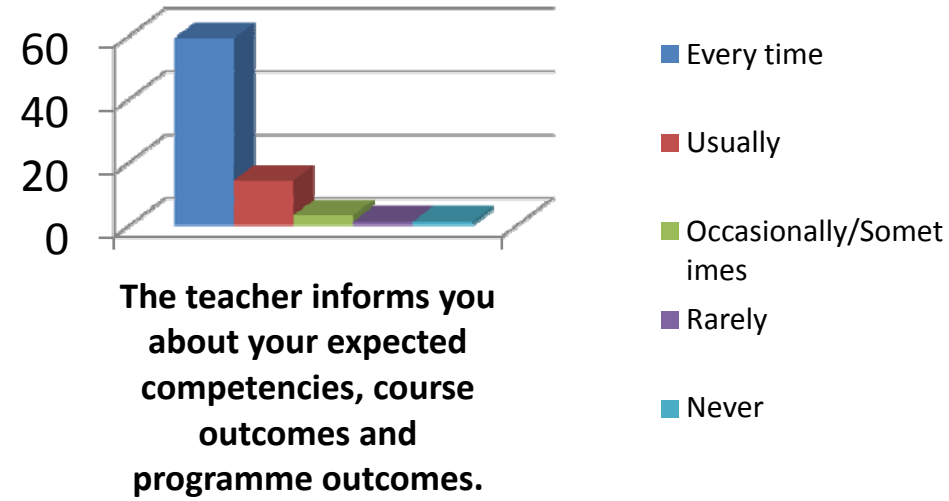 60
40
20
0
The teacher informs you
about your expected
competencies, course
outcomes and
programme outcomes.
Every time
Usually
Occasionally/Somet
imes
Rarely
Never